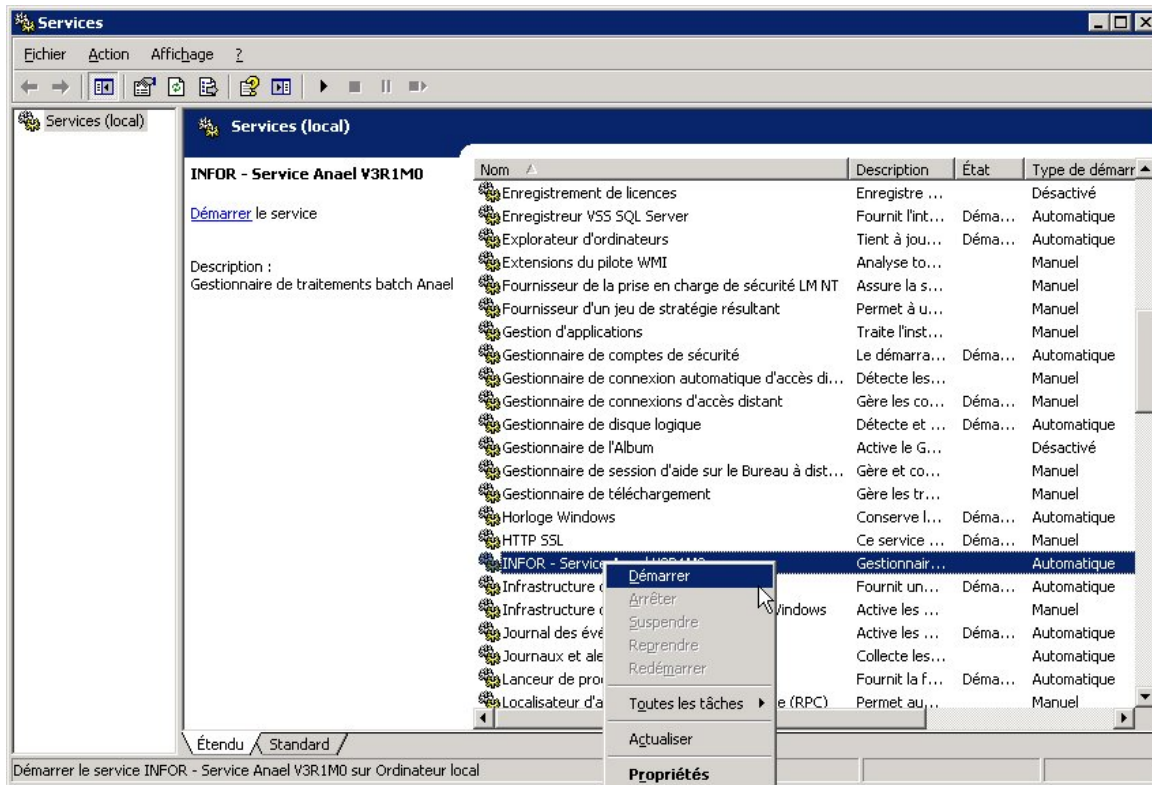 Services
Fichier Action Affichage ?
Services (local)
Services (local)
INFOR - Service Anael V3R1M0
Démarrer le service
Description :
Gestionnaire de traitements batch Anael
Nom Description État Type de démarr
Enregistrement de licences Enregistre ... Désactivé
Enregistreur VSS SQL Server Fournit l'int... Déma... Automatique
Explorateur d'ordinateurs Tient à jou... Déma... Automatique
Extensions du pilote WMI Analyse to... Manuel
Fournisseur de la prise en charge de sécurité LM NT Assure la s... Manuel
Fournisseur d'un jeu de stratégie résultant Permet à u... Manuel
Gestion d'applications Traite l'inst... Manuel
Gestionnaire de comptes de sécurité Le démarra... Déma... Automatique
Gestionnaire de connexion automatique d'accès di... Détecte les... Manuel
Gestionnaire de connexions d'accès distant Gère les co... Déma... Manuel
Gestionnaire de disque logique Détecte et ... Déma... Automatique
Gestionnaire de l'Album Active le G... Désactivé
Gestionnaire de session d'aide sur le Bureau à dist... Gère et co... Manuel
Gestionnaire de téléchargement Gère les tr... Manuel
Horloge Windows Conserve l... Déma... Automatique
HTTP SSL Ce service ... Déma... Manuel
INFOR - Service Gestionnair... Automatique
Infrastructure Fournit un... Déma... Automatique
Infrastructure Windows Active les ... Manuel
Journal des Active les ... Déma... Automatique
Journaux et Collecte les... Automatique
Lanceur de Fournit la f... Déma... Automatique
Localisateur (RPC) Permet au... Manuel
Démarrer
Arrêter
Suspendre
Reprendre
Redémarrer
Toutes les tâches
Actualiser
Propriétés
Étendu Standard
Démarrer le service INFOR - Service Anael V3R1M0 sur Ordinateur local